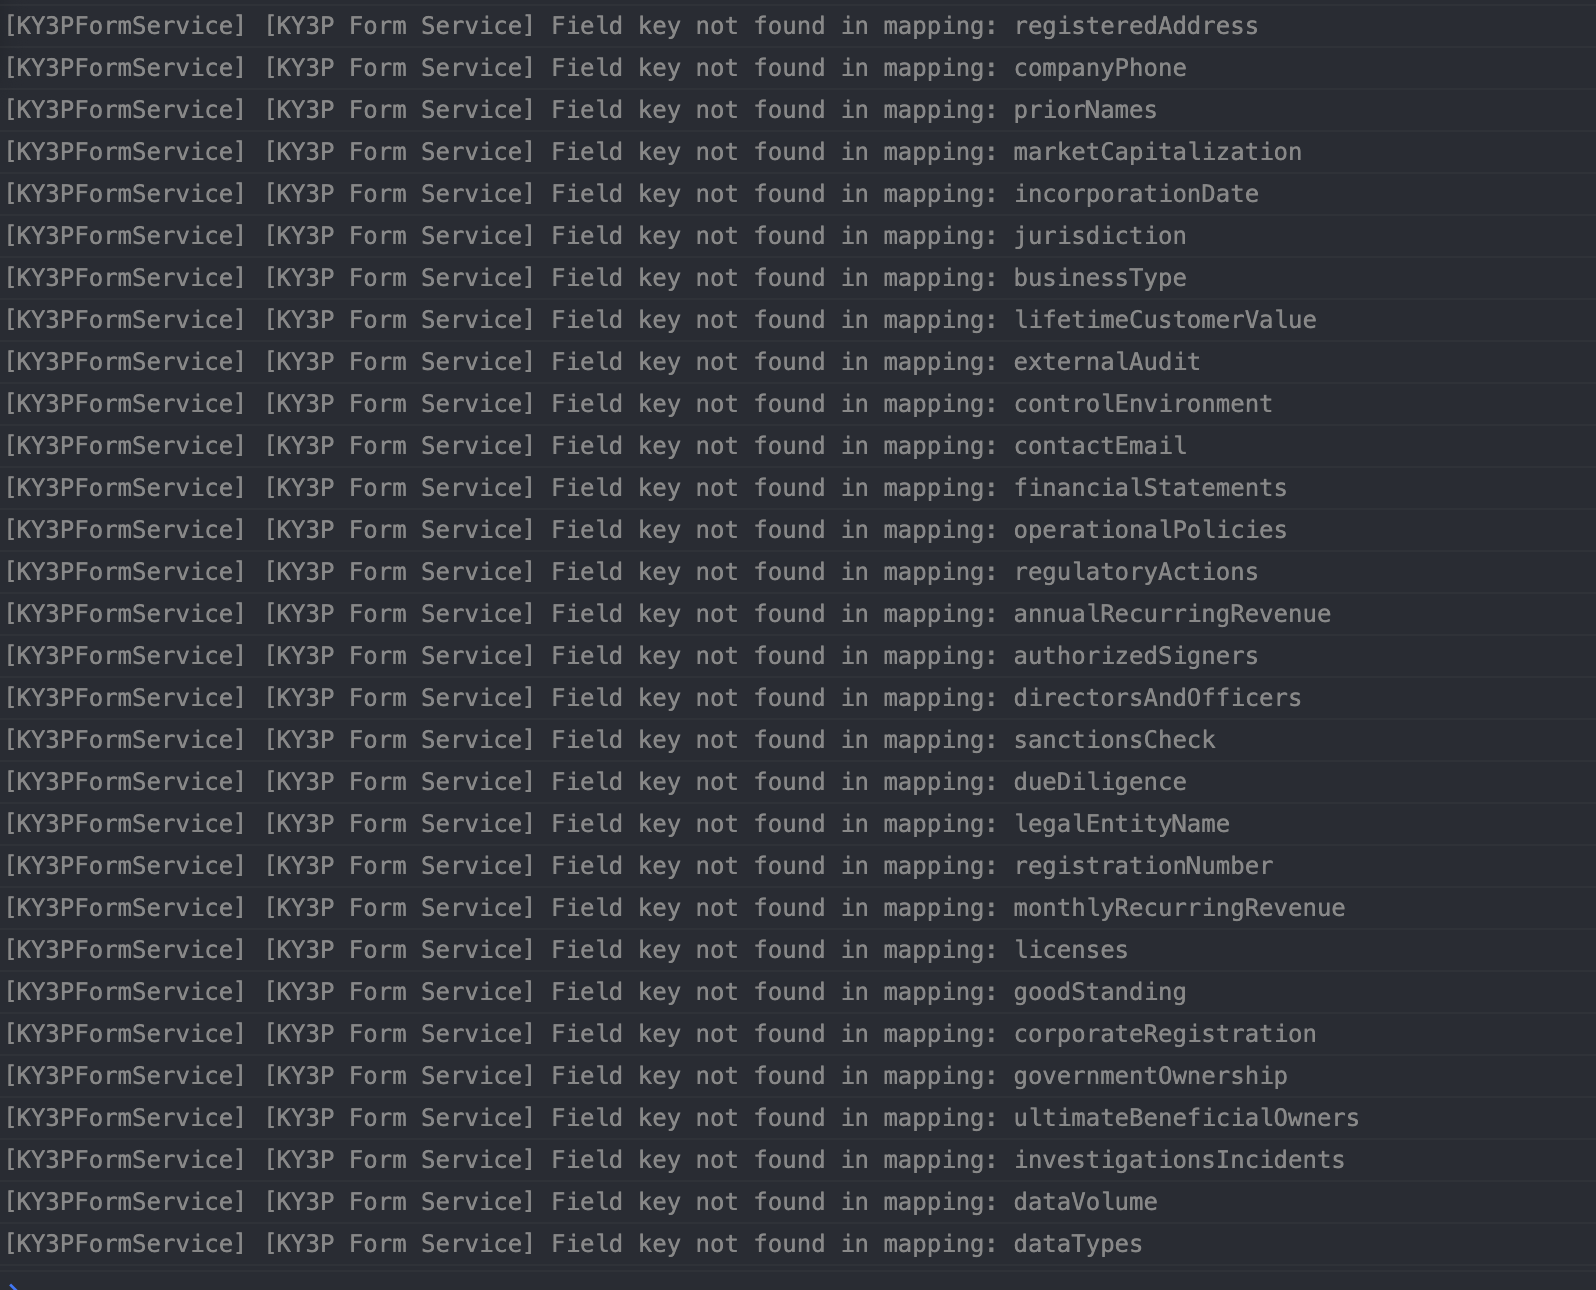 [KY3PFormService] [KY3P Form Service] Field key not found in mapping: registeredAddress
[KY3PFormService] [KY3P Form Service] Field key not found in mapping: companyPhone
[KY3PFormService] [KY3P Form Service] Field key not found in mapping: priorNames
[KY3PFormService] [KY3P Form Service] Field key not found in mapping: marketCapitalization
[KY3PFormService] [KY3P Form Service] Field key not found in mapping: incorporationDate
[KY3PFormService] [KY3P Form Service] Field key not found in mapping: jurisdiction
[KY3PFormService] [KY3P Form Service] Field key not found in mapping: businessType
[KY3PFormService] [KY3P Form Service] Field key not found in mapping: lifetimeCustomerValue
[KY3PFormService] [KY3P Form Service] Field key not found in mapping: externalAudit
[KY3PFormService] [KY3P Form Service] Field key not found in mapping: controlEnvironment
[KY3PFormService] [KY3P Form Service] Field key not found in mapping: contactEmail
[KY3PFormService] [KY3P Form Service] Field key not found in mapping: financialStatements
[KY3PFormService] [KY3P Form Service] Field key not found in mapping: operationalPolicies
[KY3PFormService] [KY3P Form Service] Field key not found in mapping: regulatoryActions
[KY3PFormService] [KY3P Form Service] Field key not found in mapping: annualRecurringRevenue
[KY3PFormService] [KY3P Form Service] Field key not found in mapping: authorizedSigners
[KY3PFormService] [KY3P Form Service] Field key not found in mapping: directorsAndOfficers
[KY3PFormService] [KY3P Form Service] Field key not found in mapping: sanctionsCheck
[KY3PFormService] [KY3P Form Service] Field key not found in mapping: dueDiligence
[KY3PFormService] [KY3P Form Service] Field key not found in mapping: legalEntityName
[KY3PFormService] [KY3P Form Service] Field key not found in mapping: registrationNumber
[KY3PFormService] [KY3P Form Service] Field key not found in mapping: monthlyRecurringRevenue
[KY3PFormService] [KY3P Form Service] Field key not found in mapping: licenses
[KY3PFormService] [KY3P Form Service] Field key not found in mapping: goodStanding
[KY3PFormService] [KY3P Form Service] Field key not found in mapping: corporateRegistration
[KY3PFormService] [KY3P Form Service] Field key not found in mapping: governmentOwnership
[KY3PFormService] [KY3P Form Service] Field key not found in mapping: ultimateBeneficialOwners
[KY3PFormService] [KY3P Form Service] Field key not found in mapping: investigationsIncidents
[KY3PFormService] [KY3P Form Service] Field key not found in mapping: dataVolume
[KY3PFormService] [KY3P Form Service] Field key not found in mapping: dataTypes